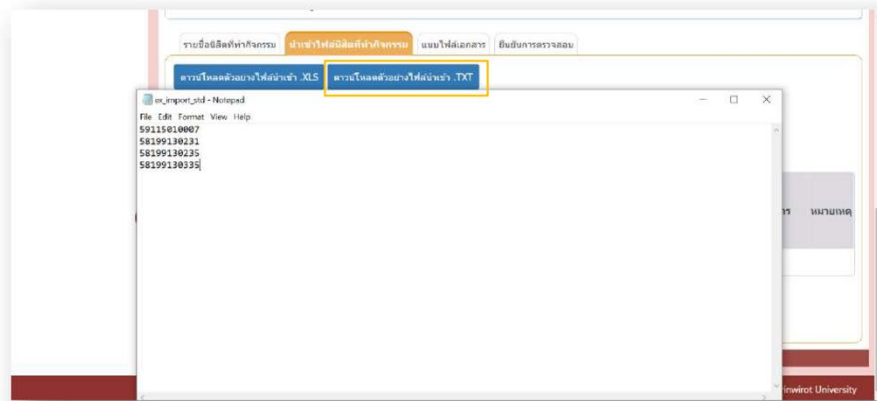 รายชื่อนิสิตที่ทำกิจกรรม นำเข้าไฟล์นิสิตที่ทำกิจกรรม แนบไฟล์เอกสาร ยืนยันการตรวจสอบ
ดาวน์โหลดตัวอย่างไฟล์นำเข้า .XLS ดาวน์โหลดตัวอย่างไฟล์นำเข้า .TXT
ex_import_std - Notepad
File Edit Format View Help
59115010007
58199130231
58199130235
58199130335
หมายเหตุ
inwirot University